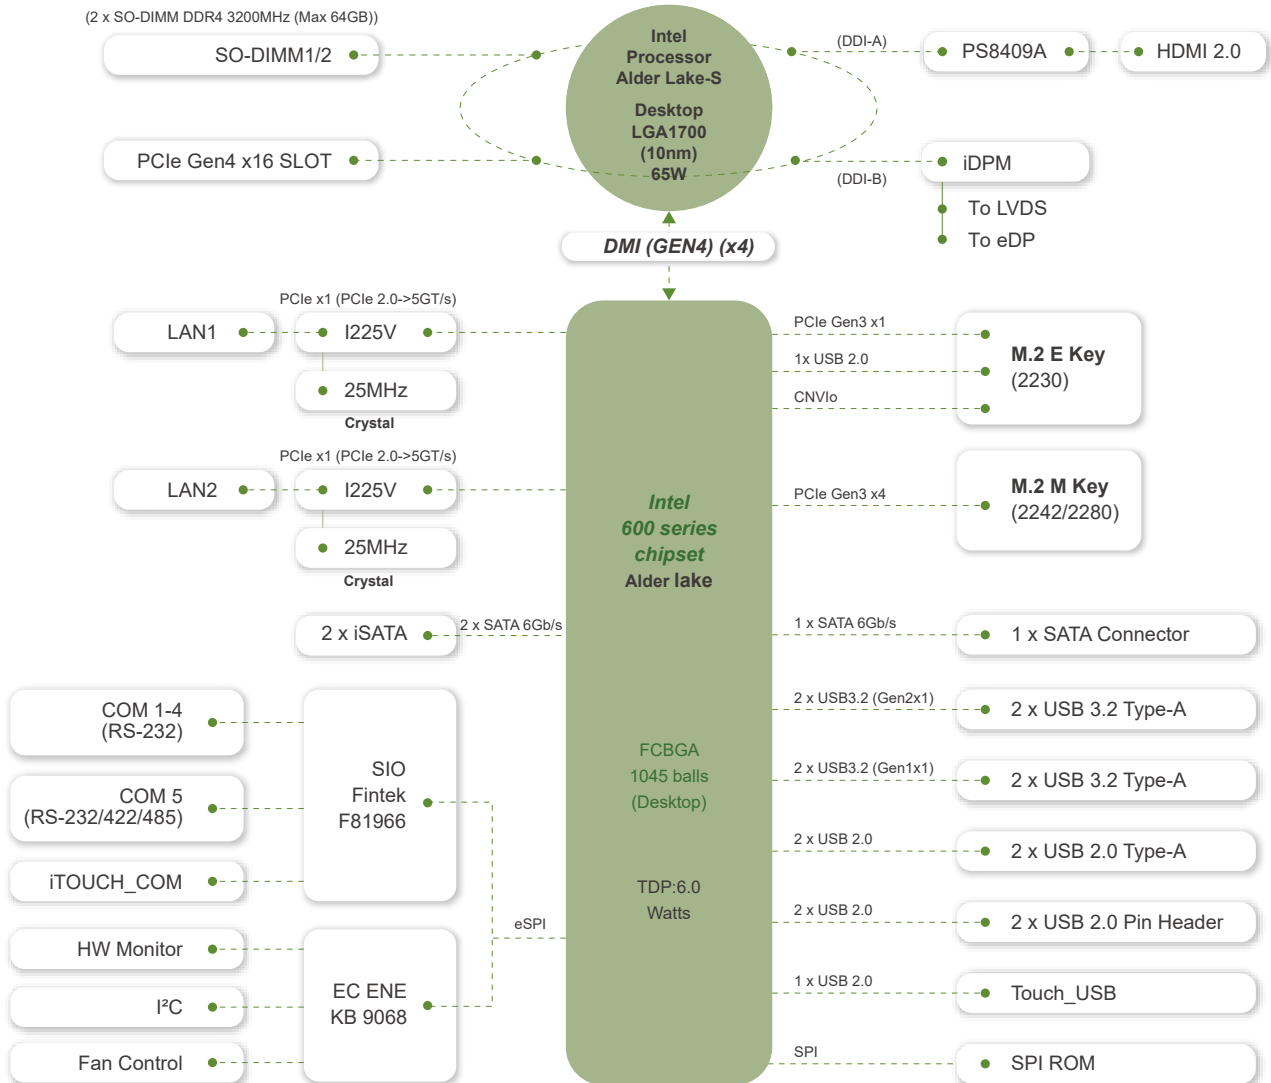 (2 x SO-DIMM DDR4 3200MHz (Max 64GB))
SO-DIMM1/2
PCIe Gen4 x16 SLOT
Intel
Processor
Alder Lake-S
Desktop
LGA1700
(10nm)
65W
(DDI-A)
PS8409A
HDMI 2.0
(DDI-B)
iDPM
To LVDS
To eDP
DMI (GEN4) (x4)
PCIe x1 (PCIe 2.0->5GT/s)
LAN1
I225V
25MHz
Crystal
PCIe x1 (PCIe 2.0->5GT/s)
LAN2
I225V
25MHz
Crystal
2 x iSATA
2 x SATA 6Gb/s
COM 1-4
(RS-232)
COM 5
(RS-232/422/485)
iTOUCH_COM
SIO
Fintek
F81966
HW Monitor
I²C
Fan Control
EC ENE
KB 9068
eSPI
Intel
600 series
chipset
Alder lake
FCBGA
1045 balls
(Desktop)
TDP:6.0
Watts
PCIe Gen3 x1
1x USB 2.0
CNVIo
M.2 E Key
(2230)
PCIe Gen3 x4
M.2 M Key
(2242/2280)
1 x SATA 6Gb/s
1 x SATA Connector
2 x USB3.2 (Gen2x1)
2 x USB 3.2 Type-A
2 x USB3.2 (Gen1x1)
2 x USB 3.2 Type-A
2 x USB 2.0
2 x USB 2.0 Type-A
2 x USB 2.0
2 x USB 2.0 Pin Header
1 x USB 2.0
Touch_USB
SPI
SPI ROM